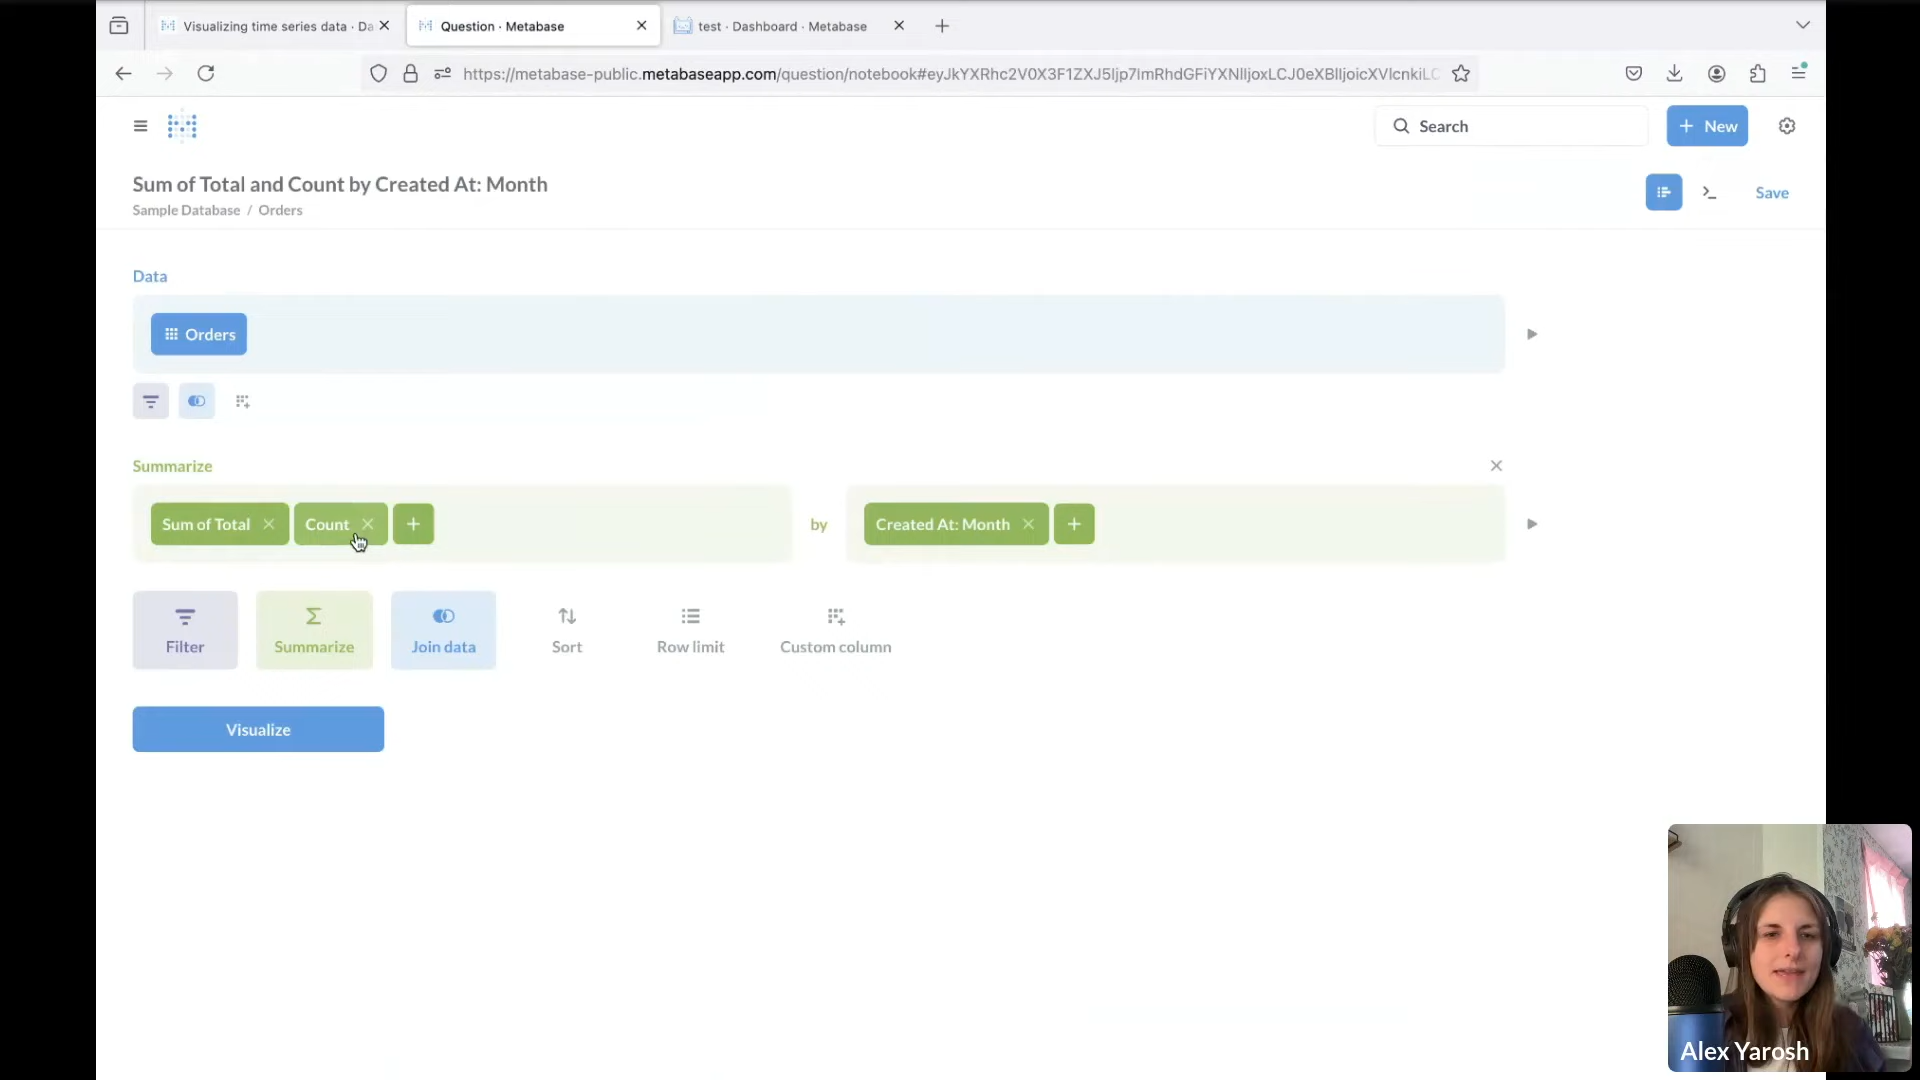 Visualizing time series data · Da
Question · Metabase
test · Dashboard · Metabase
https://metabase-public.metabaseapp.com/question/notebook#eyJkYXRhc2V0X3F1ZXJ5Ijp7ImRhdGFiYXNlIjoxLCJ0eXBlIjoicXVlcnkiLC
Search
+ New
Sum of Total and Count by Created At: Month
Sample Database / Orders
Save
Data
Orders
Summarize
Sum of Total
Count
by
Created At: Month
Filter
Summarize
Join data
Sort
Row limit
Custom column
Visualize
Alex Yarosh